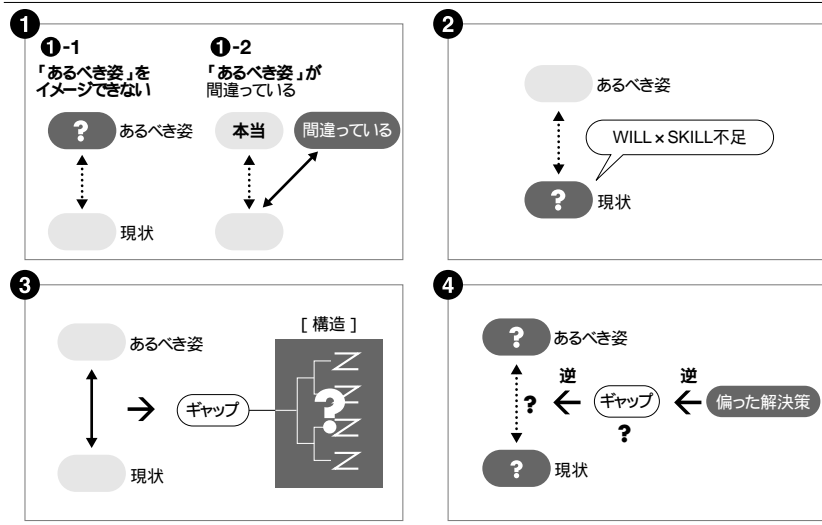 ❶
❶-1
「あるべき姿」を
イメージできない
? あるべき姿
現状
❶-2
「あるべき姿」が
間違っている
本当 間違っている
❷
あるべき姿
WILL×SKILL不足
? 現状
❸
あるべき姿
[構造]
→ ギャップ
?
現状
❹
? あるべき姿
逆 逆
? ← ギャップ ← 偏った解決策
?
? 現状